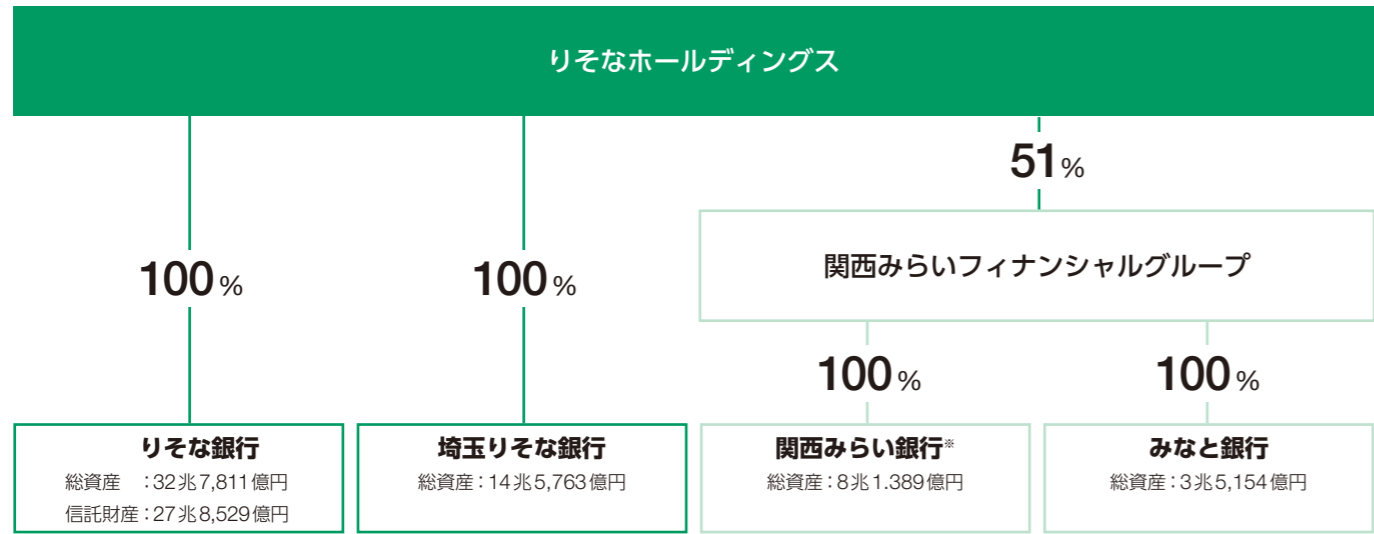 りそなホールディングス
51%
100%
100%
関西みらいフィナンシャルグループ
100%
100%
りそな銀行
総資産　：32兆7,811億円
信託財産：27兆8,529億円
埼玉りそな銀行
総資産：14兆5,763億円
関西みらい銀行※
総資産：8兆1.389億円
みなと銀行
総資産：3兆5,154億円